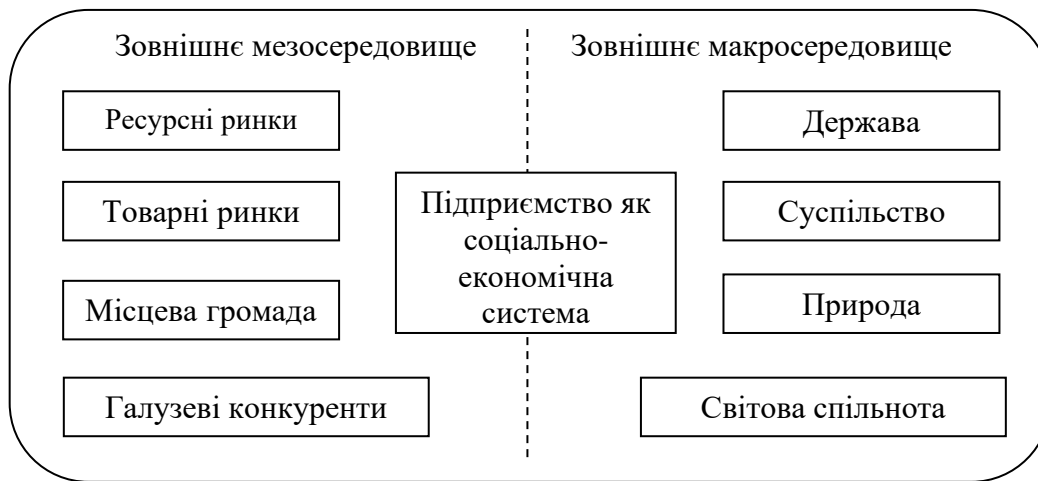 Зовнішнє мезосередовище
Зовнішнє макросередовище
Ресурсні ринки
Товарні ринки
Місцева громада
Галузеві конкуренти
Підприємство як
соціально-
економічна
система
Держава
Суспільство
Природа
Світова спільнота